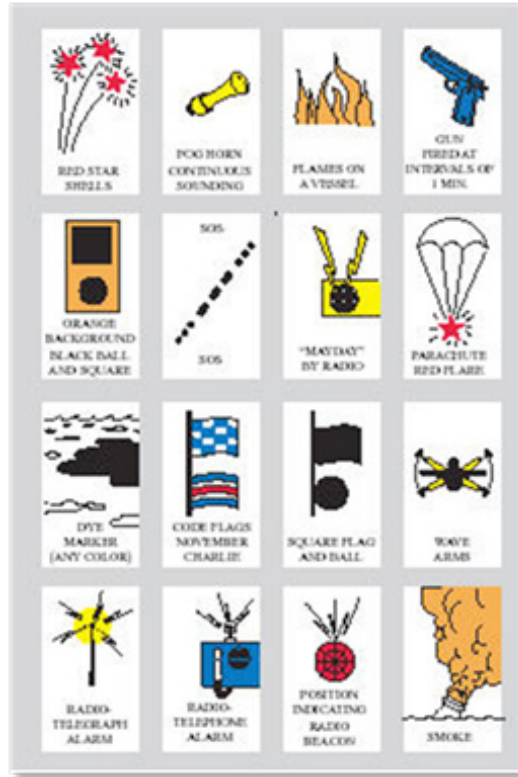 RED STAR
SHELLS
FOG HORN
CONTINUOUS
SOUNDING
FLAMES ON
A VESSEL
GUN
FIRED AT
INTERVALS OF
1 MIN.
ORANGE
BACKGROUND
BLACK BALL
AND SQUARE
SOS
SOS
"MAYDAY"
BY RADIO
PARACHUTE
RED FLARE
DYE
MARKER
(ANY COLOR)
CODE FLAGS
NOVEMBER
CHARLIE
SQUARE FLAG
AND BALL
WAVE
ARMS
RADIO-
TELEGRAPH
ALARM
RADIO-
TELEPHONE
ALARM
POSITION
INDICATING
RADIO
BEACON
SMOKE